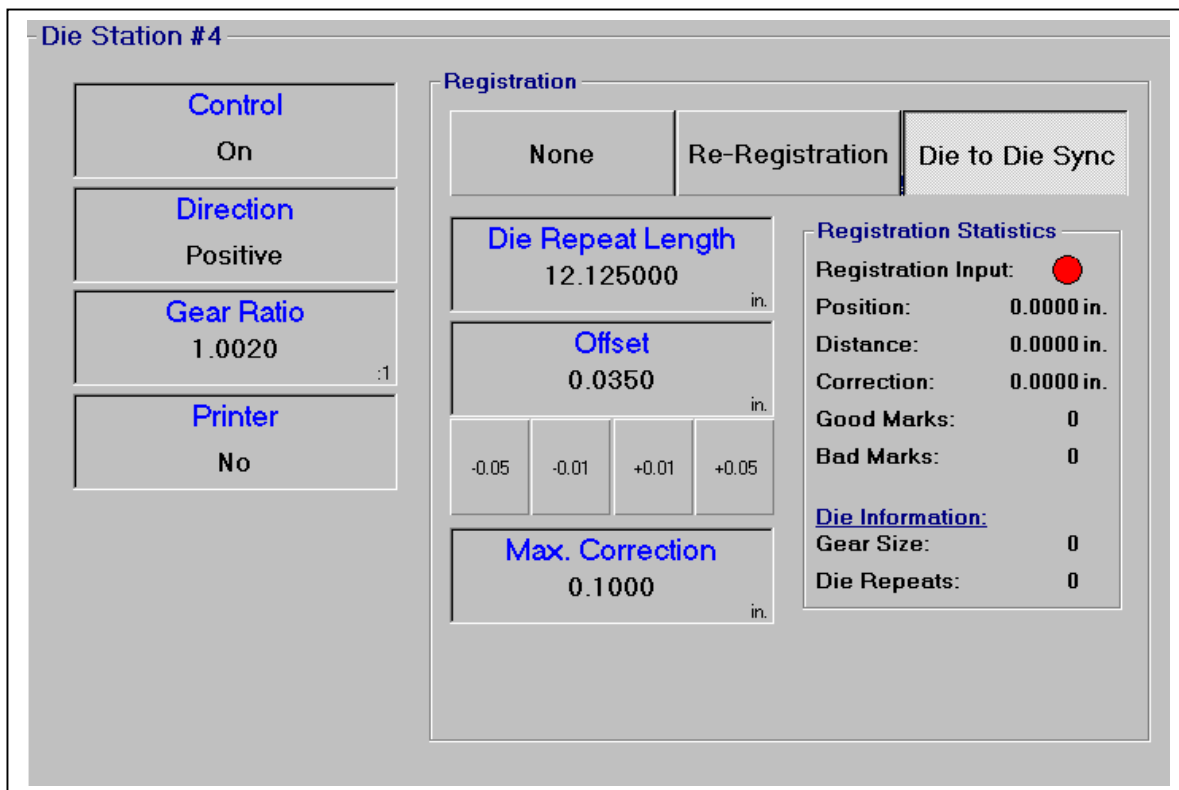 Die Station #4
Control
On
Direction
Positive
Gear Ratio
1.0020
:1
Printer
No
Registration
None
Re-Registration
Die to Die Sync
Die Repeat Length
12.125000
in.
Offset
0.0350
in.
-0.05
-0.01
+0.01
+0.05
Max. Correction
0.1000
in.
Registration Statistics
Registration Input:
Position: 0.0000 in.
Distance: 0.0000 in.
Correction: 0.0000 in.
Good Marks: 0
Bad Marks: 0
Die Information:
Gear Size: 0
Die Repeats: 0